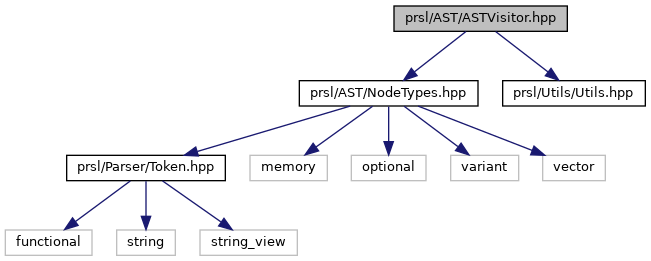 prsl/AST/ASTVisitor.hpp
prsl/AST/NodeTypes.hpp
prsl/Utils/Utils.hpp
prsl/Parser/Token.hpp
memory
optional
variant
vector
functional
string
string_view